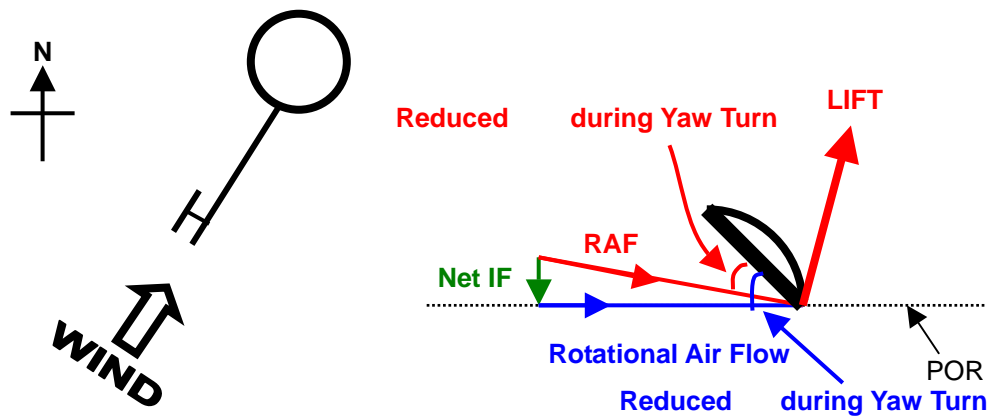 N
WIND
Reduced during Yaw Turn
LIFT
RAF
Net IF
Rotational Air Flow
POR
Reduced during Yaw Turn